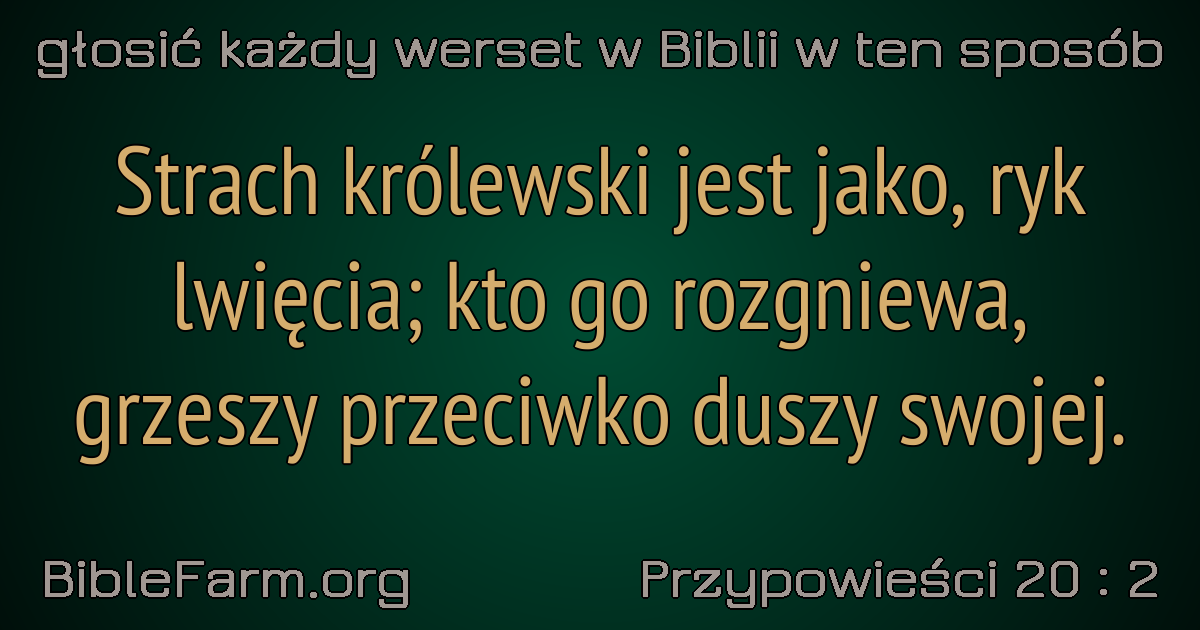 głosić każdy werset w Biblii w ten sposób
Strach królewski jest jako, ryk
lwięcia; kto go rozgniewa,
grzeszy przeciwko duszy swojej.
BibleFarm.org
Przypowieści 20 : 2